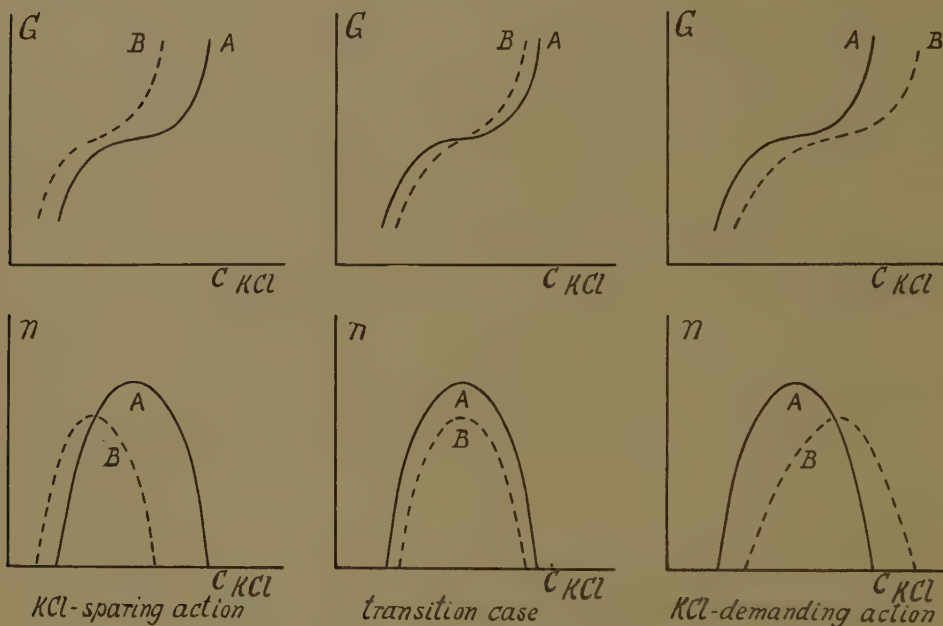 G
B
A
C KCl
G
B
A
C KCl
G
A
B
C KCl
n
A
B
C KCl
KCl-sparing action
n
A
B
C KCl
transition case
n
A
B
C KCl
KCl-demanding action